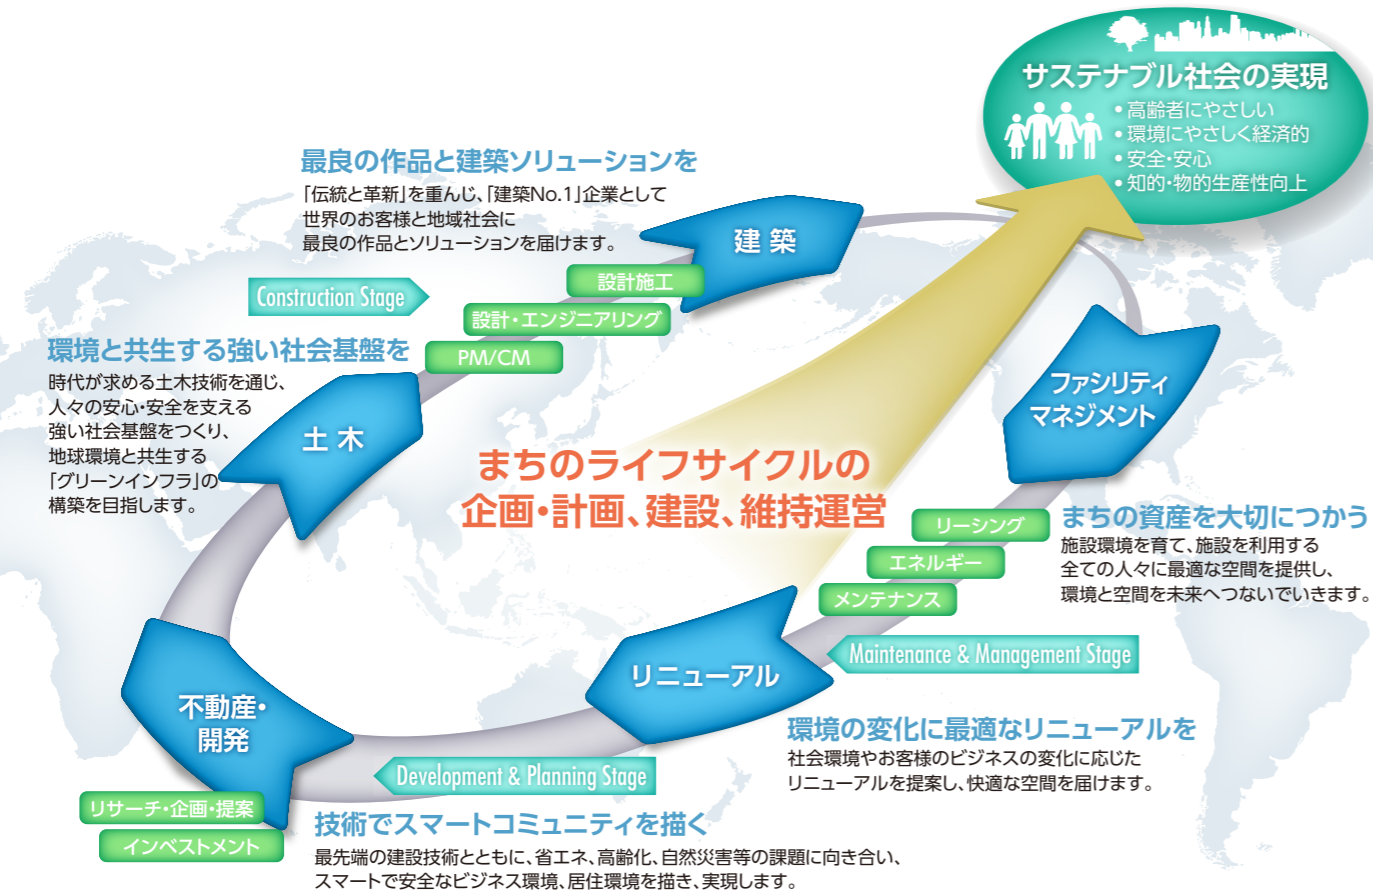 サステナブル社会の実現
• 高齢者にやさしい
• 環境にやさしく経済的
• 安全・安心
• 知的・物的生産性向上
最良の作品と建築ソリューションを
「伝統と革新」を重んじ、「建築No.1」企業として
世界のお客様と地域社会に
最良の作品とソリューションを届けます。
建築
設計施工
Construction Stage
設計・エンジニアリング
PM/CM
環境と共生する強い社会基盤を
時代が求める土木技術を通じ、
人々の安心・安全を支える
強い社会基盤をつくり、
地球環境と共生する
「グリーンインフラ」の
構築を目指します。
土木
ファシリティ
マネジメント
まちのライフサイクルの
企画・計画、建設、維持運営
リーシング
エネルギー
メンテナンス
まちの資産を大切につかう
施設環境を育て、施設を利用する
全ての人々に最適な空間を提供し、
環境と空間を未来へつないでいきます。
Maintenance & Management Stage
リニューアル
環境の変化に最適なリニューアルを
社会環境やお客様のビジネスの変化に応じた
リニューアルを提案し、快適な空間を届けます。
不動産・
開発
Development & Planning Stage
リサーチ・企画・提案
インベストメント
技術でスマートコミュニティを描く
最先端の建設技術とともに、省エネ、高齢化、自然災害等の課題に向き合い、
スマートで安全なビジネス環境、居住環境を描き、実現します。